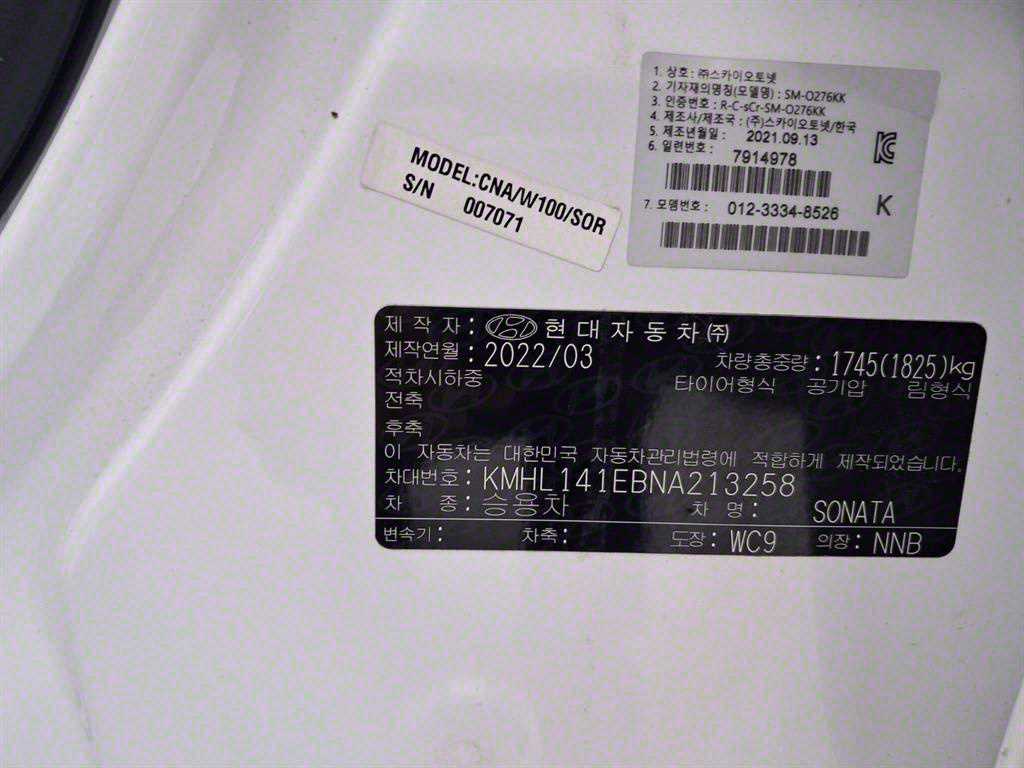 1. 상호 : ㈜스카이오토넷
2. 기자재의명칭(모델명) : SM-O276KK
3. 인증번호 : R-C-sCr-SM-O276KK
4. 제조사/제조국 : (주)스카이오토넷/한국
5. 제조년월일 : 2021.09.13
6. 일련번호 : 7914978
7. 모뎀번호 : 012-3334-8526
K
MODEL:CNA/W100/SOR
S/N 007071
제 작 자 : 현대자동차㈜
제작연월 : 2022/03 차량총중량 : 1745(1825)kg
적차시하중 타이어형식 공기압 림형식
전축
후축
이 자동차는 대한민국 자동차관리법령에 적합하게 제작되었습니다.
차대번호 : KMHL141EBNA213258
차 종 : 승용차 차 명 : SONATA
변속기 : 차축 : 도장 : WC9 의장 : NNB